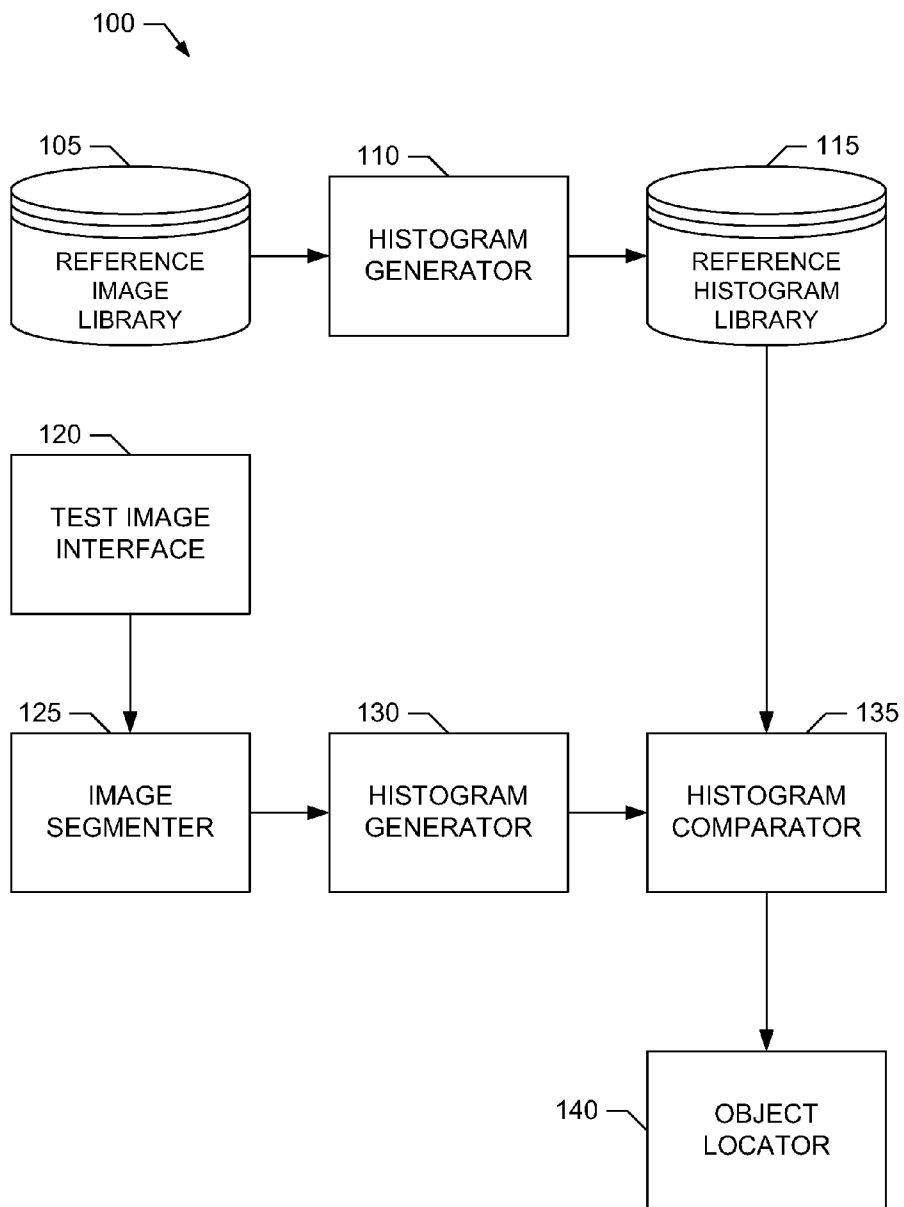 100
105
110
115
REFERENCE
IMAGE
LIBRARY
HISTOGRAM
GENERATOR
REFERENCE
HISTOGRAM
LIBRARY
120
TEST IMAGE
INTERFACE
125
130
135
IMAGE
SEGMENTER
HISTOGRAM
GENERATOR
HISTOGRAM
COMPARATOR
140
OBJECT
LOCATOR